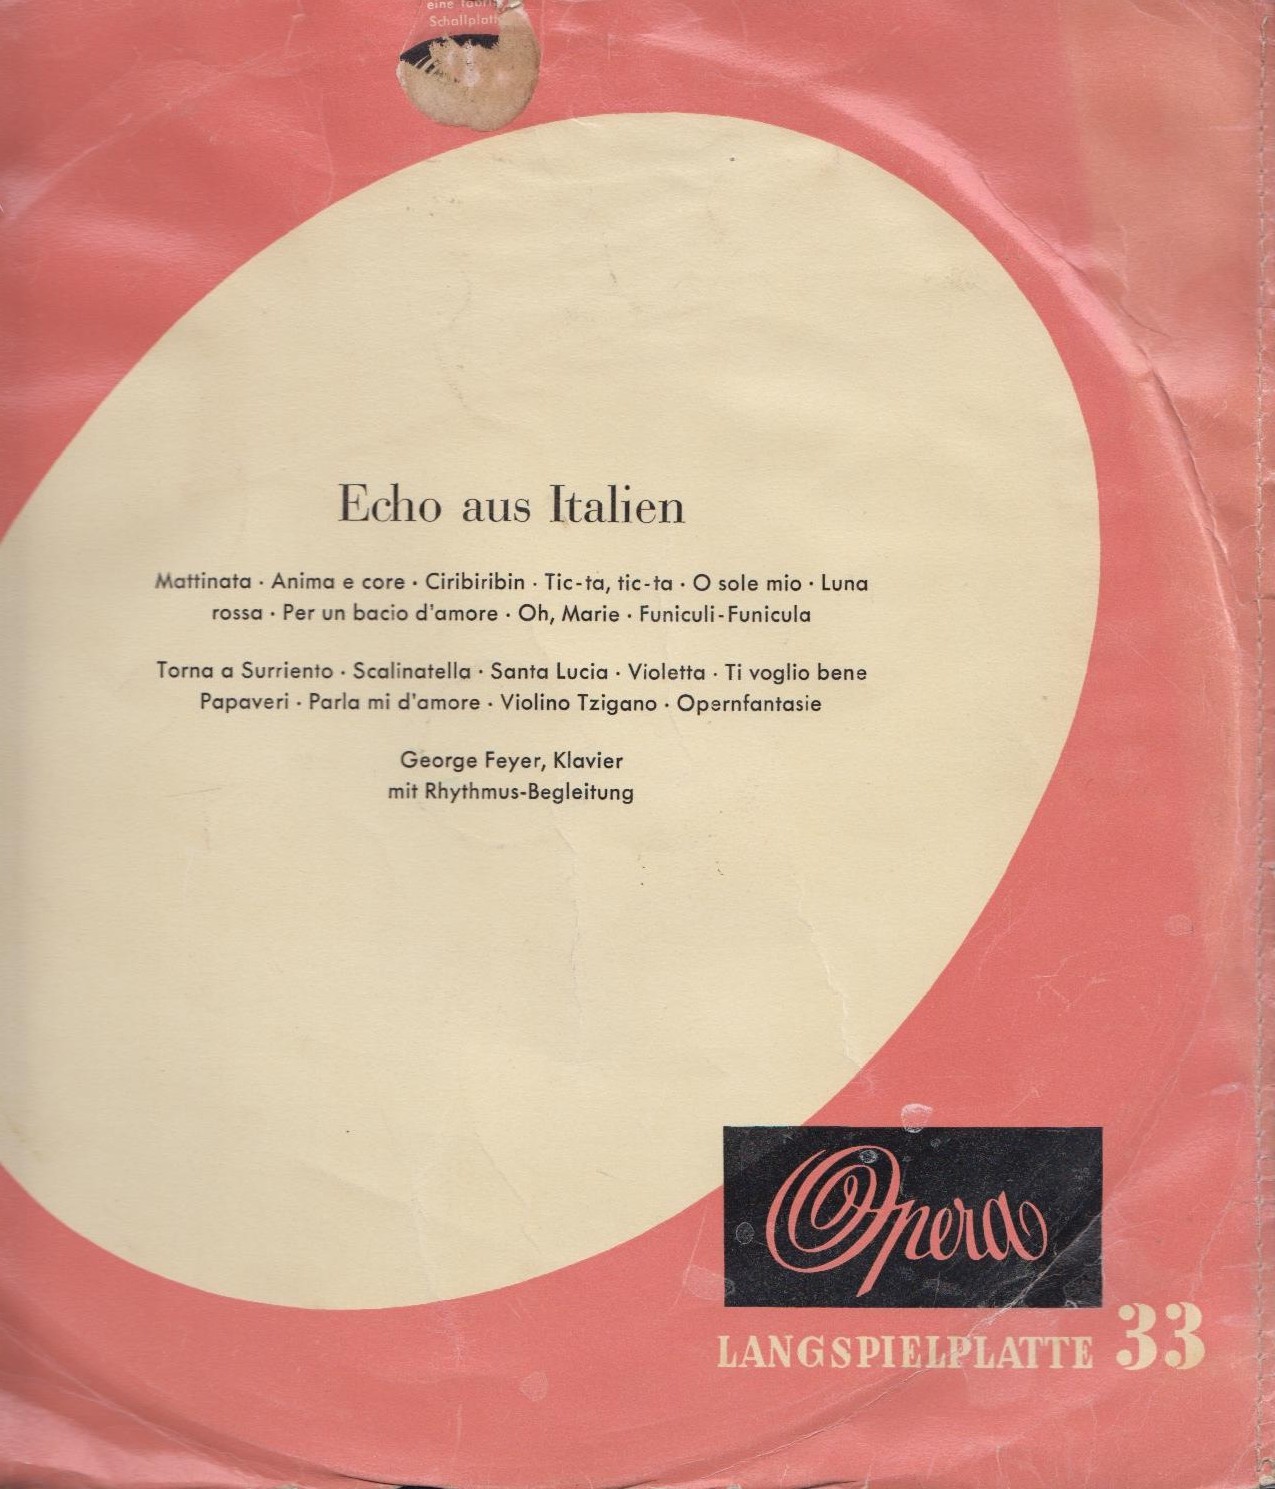 eine
Schallplatt
Echo aus Italien
Mattinata · Anima e core · Ciribiribin · Tic-ta, tic-ta · O sole mio · Luna
rossa · Per un bacio d'amore · Oh, Marie · Funiculi-Funicula
Torna a Surriento · Scalinatella · Santa Lucia · Violetta · Ti voglio bene
Papaveri · Parla mi d'amore · Violino Tzigano · Opernfantasie
George Feyer, Klavier
mit Rhythmus-Begleitung
Opera
LANGSPIELPLATTE 33